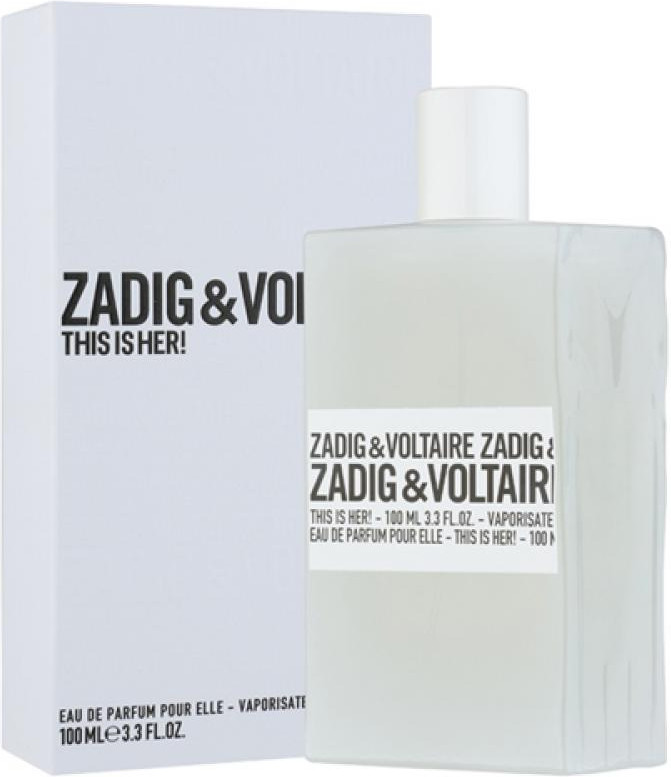 ZADIG & VOL
THIS IS HER!
EAU DE PARFUM POUR ELLE - VAPORISATE
100 ML e 3.3 FL.OZ.
ZADIG & VOLTAIRE ZADIG &
ZADIG & VOLTAIRE
THIS IS HER! - 100 ML 3.3 FL.OZ. - VAPORISATE
EAU DE PARFUM POUR ELLE - THIS IS HER! - 100 M